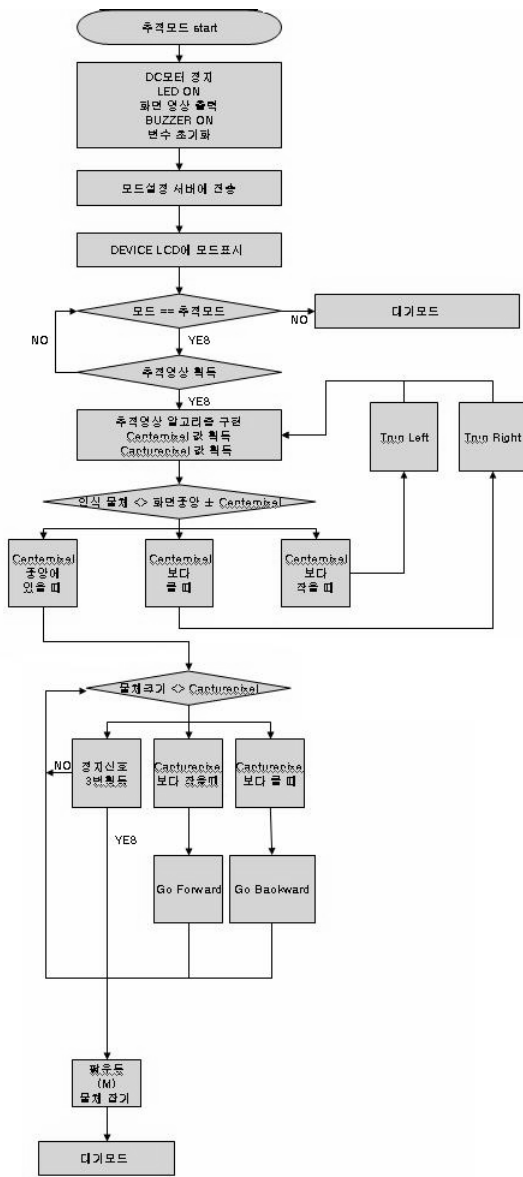 추적모드 start
DC모터 정지
LED ON
화면 영상 출력
BUZZER ON
변수 초기화
모드설정 서버에 전송
DEVICE LCD에 모드표시
모드 == 추적모드
NO
대기모드
YES
NO
추적영상 획득
YES
추적영상 알고리즘 구현
Centerpixel 값 획득
Capturepixel 값 획득
Turn Left
Turn Right
인식 물체 <> 화면중앙 ± Centerpixel
Centerpixel
중앙에
있을 때
Centerpixel
보다
클 때
Centerpixel
보다
작을 때
물체크기 <> Capturepixel
NO
정지신호
3번획득
Capturepixel
보다 작을때
Capturepixel
보다 클 때
YES
Go Forward
Go Backward
팔운동
(M)
물체 잡기
대기모드